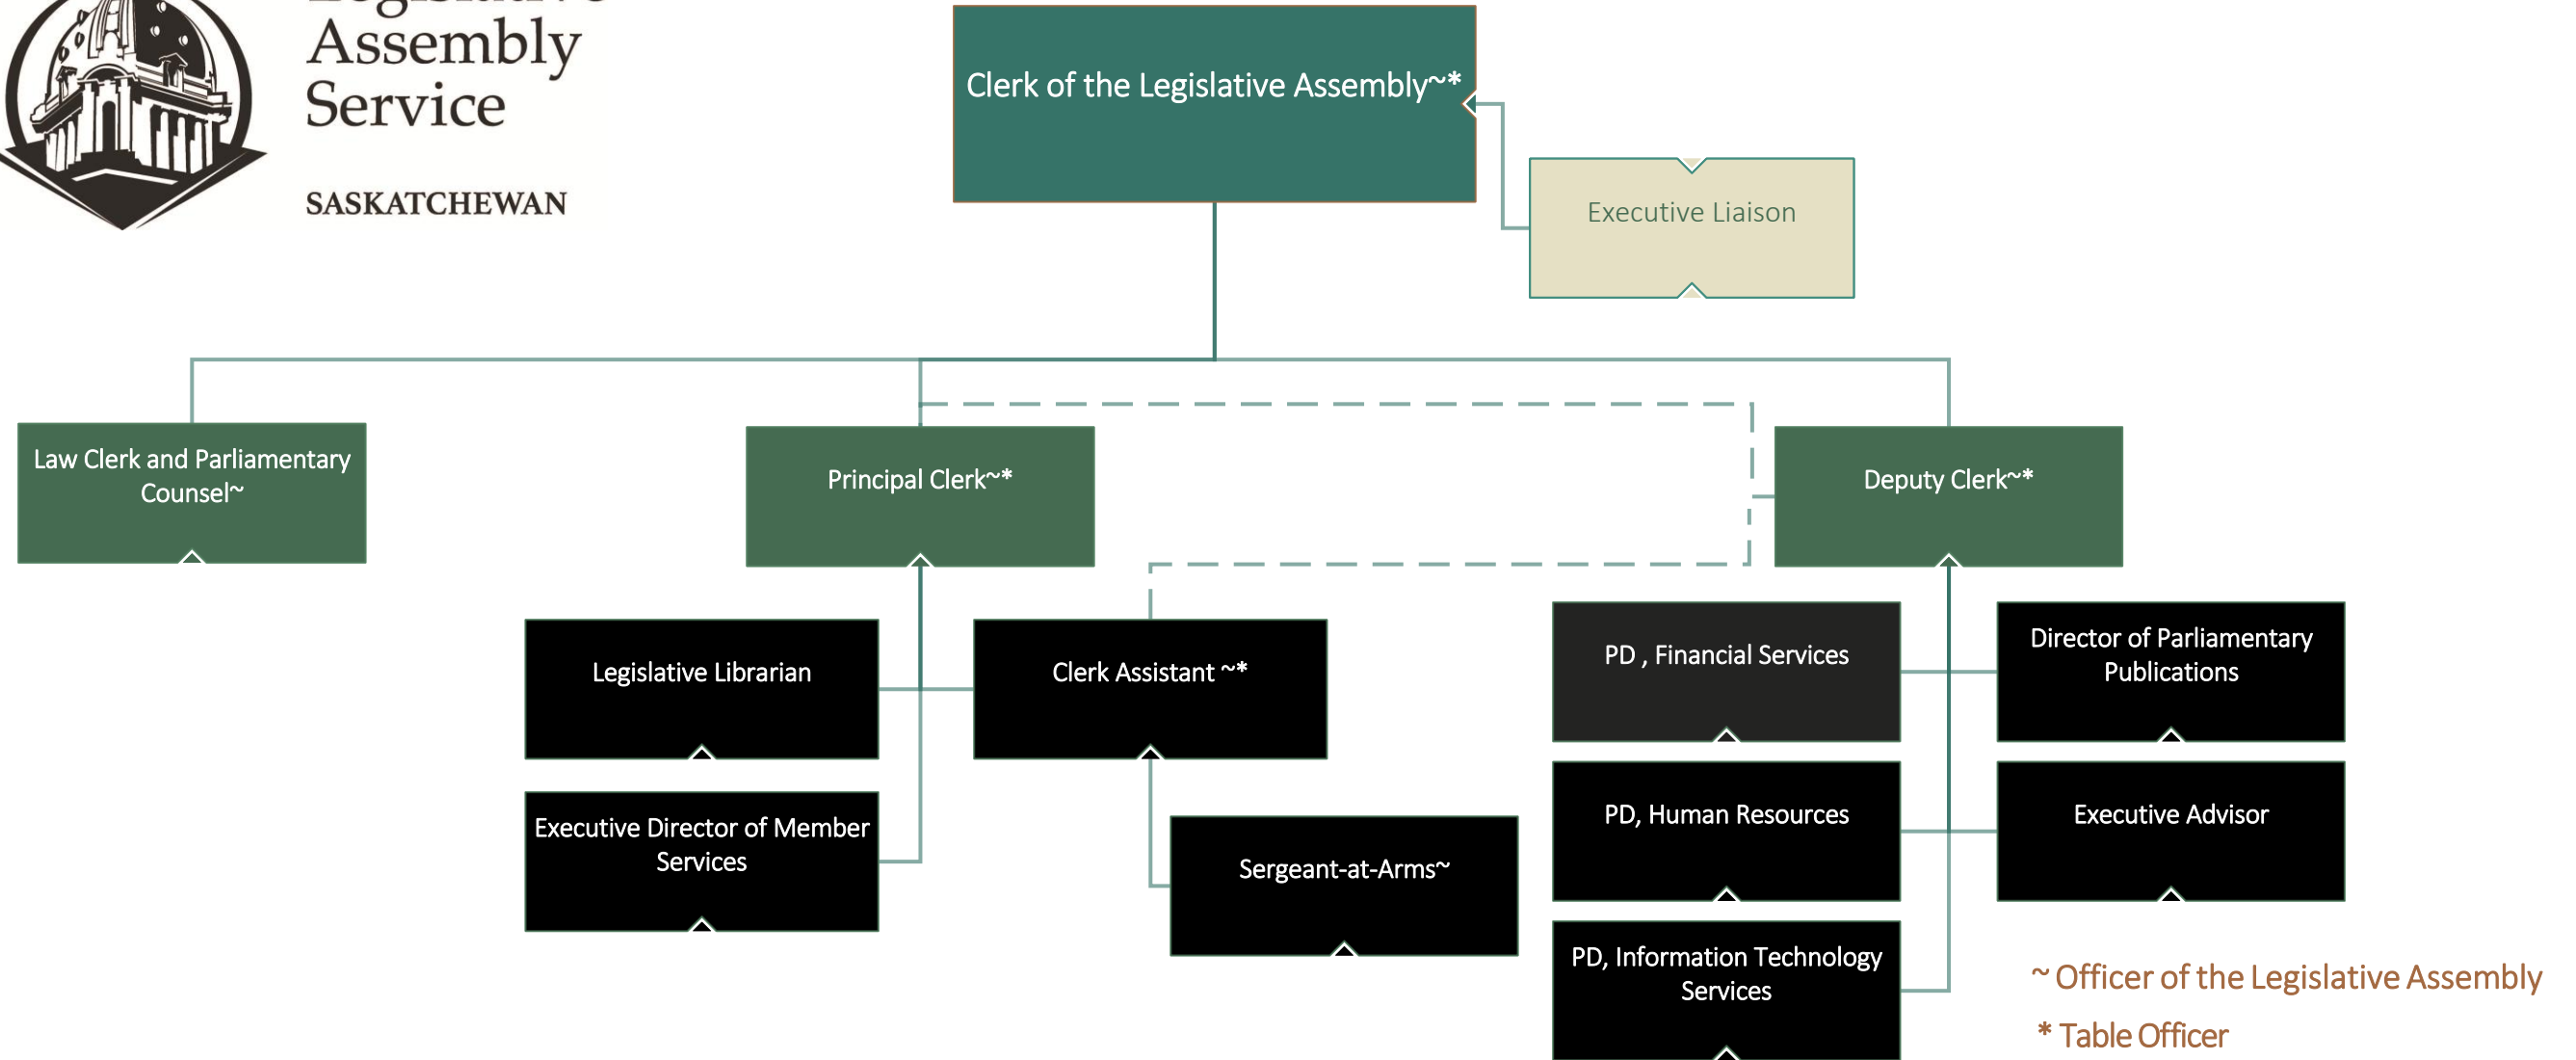 Legislative
Assembly
Service
SASKATCHEWAN
Clerk of the Legislative Assembly~*
Executive Liaison
Law Clerk and Parliamentary
Counsel~
Principal Clerk~*
Deputy Clerk~*
Legislative Librarian
Clerk Assistant ~*
PD , Financial Services
Director of Parliamentary
Publications
Executive Director of Member
Services
Sergeant-at-Arms~
PD, Human Resources
Executive Advisor
PD, Information Technology
Services
~ Officer of the Legislative Assembly
* Table Officer